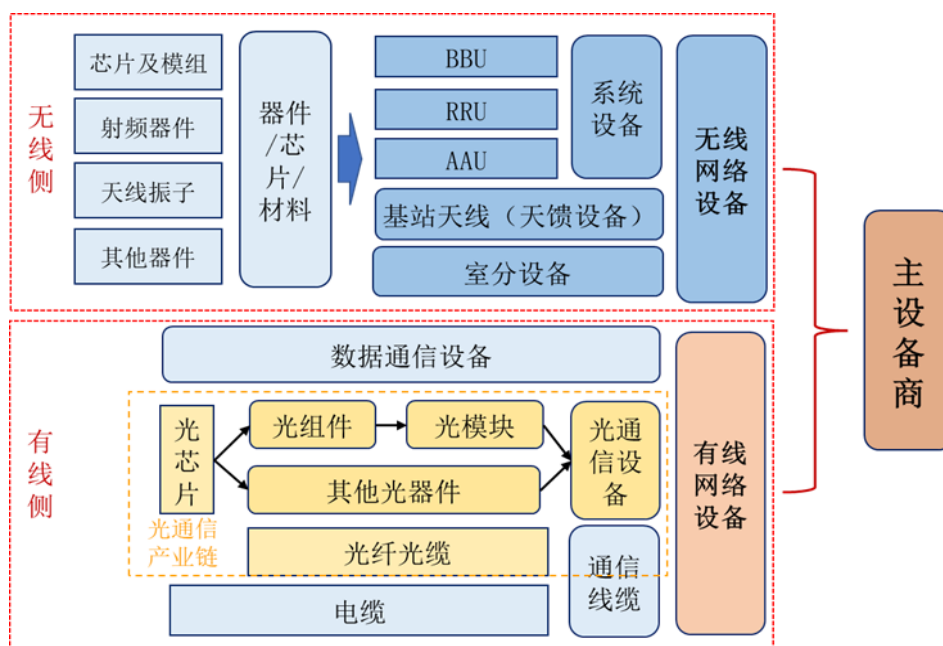 无线侧
芯片及模组
射频器件
天线振子
其他器件
器件
/芯
片/
材料
BBU
RRU
AAU
系统
设备
基站天线（天馈设备）
室分设备
无线
网络
设备
主设备商
有线侧
数据通信设备
光芯片
光组件
光模块
其他光器件
光通
信设
备
光通信
产业链
光纤光缆
电缆
通信
线缆
有线
网络
设备